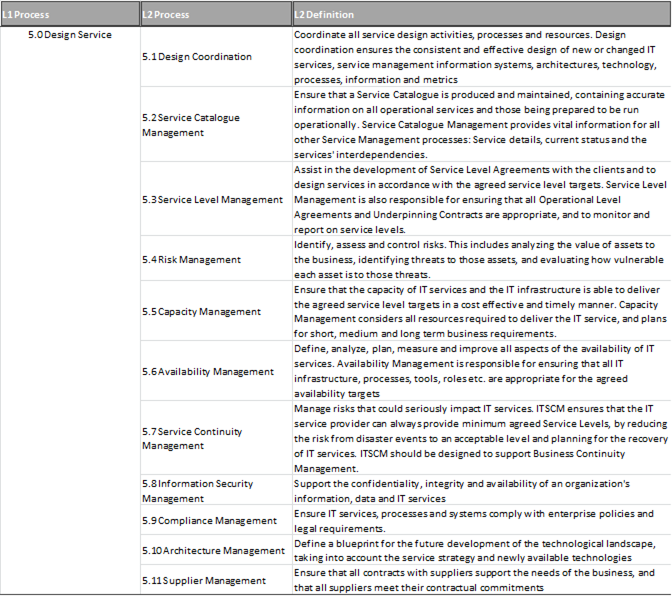 L1 Process L2 Process L2 Definition
5.0 Design Service
5.1 Design Coordination
Coordinate all service design activities, processes and resources. Design
coordination ensures the consistent and effective design of new or changed IT
services, service management information systems, architectures, technology,
processes, information and metrics
5.2 Service Catalogue
Management
Ensure that a Service Catalogue is produced and maintained, containing accurate
information on all operational services and those being prepared to be run
operationally. Service Catalogue Management provides vital information for all
other Service Management processes: Service details, current status and the
services' interdependencies.
5.3 Service Level Management
Assist in the development of Service Level Agreements with the clients and to
design services in accordance with the agreed service level targets. Service Level
Management is also responsible for ensuring that all Operational Level
Agreements and Underpinning Contracts are appropriate, and to monitor and
report on service levels.
5.4 Risk Management
Identify, assess and control risks. This includes analyzing the value of assets to
the business, identifying threats to those assets, and evaluating how vulnerable
each asset is to those threats.
5.5 Capacity Management
Ensure that the capacity of IT services and the IT infrastructure is able to deliver
the agreed service level targets in a cost effective and timely manner. Capacity
Management considers all resources required to deliver the IT service, and plans
for short, medium and long term business requirements.
5.6 Availability Management
Define, analyze, plan, measure and improve all aspects of the availability of IT
services. Availability Management is responsible for ensuring that all IT
infrastructure, processes, tools, roles etc. are appropriate for the agreed
availability targets
5.7 Service Continuity
Management
Manage risks that could seriously impact IT services. ITSCM ensures that the IT
service provider can always provide minimum agreed Service Levels, by reducing
the risk from disaster events to an acceptable level and planning for the recovery
of IT services. ITSCM should be designed to support Business Continuity
Management.
5.8 Information Security
Management
Support the confidentiality, integrity and availability of an organization's
information, data and IT services
5.9 Compliance Management
Ensure IT services, processes and systems comply with enterprise policies and
legal requirements.
5.10 Architecture Management
Define a blueprint for the future development of the technological landscape,
taking into account the service strategy and newly available technologies
5.11 Supplier Management
Ensure that all contracts with suppliers support the needs of the business, and
that all suppliers meet their contractual commitments